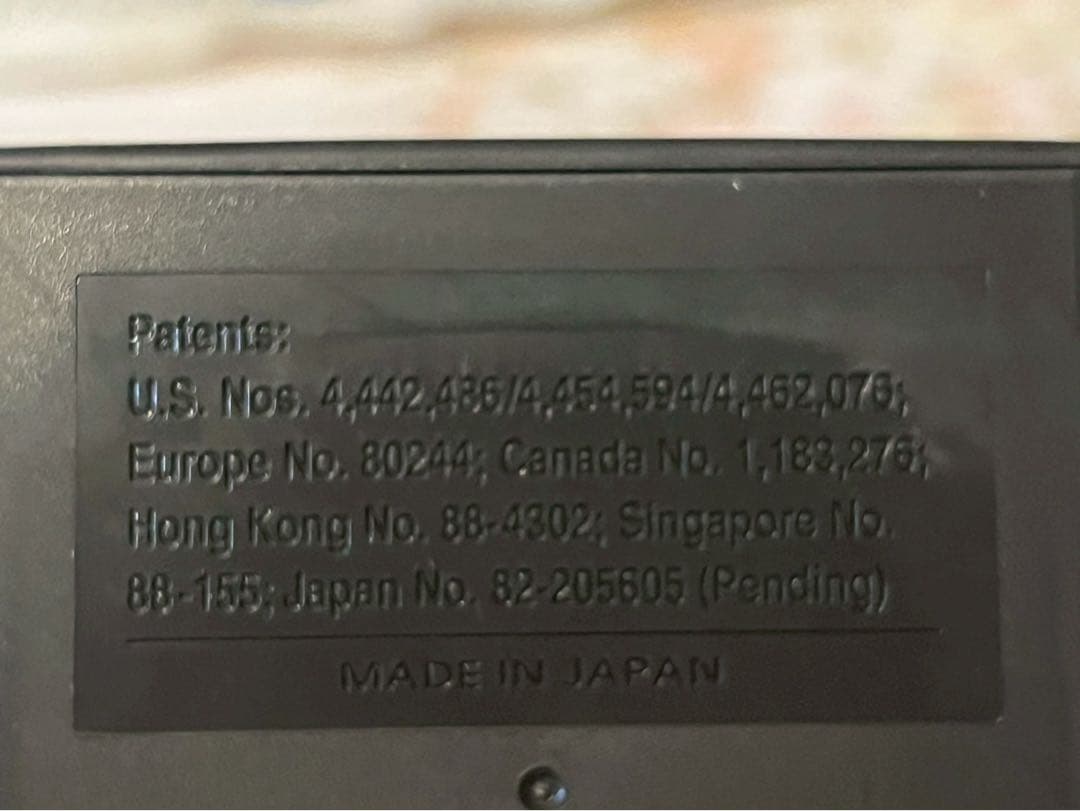 Patents:
U.S. Nos. 4,442,486/4,454,594/4,462,076;
Europe No. 80244; Canada No. 1,183,276;
Hong Kong No. 88-4302; Singapore No.
88-155; Japan No. 82-205605 (Pending)
MADE IN JAPAN